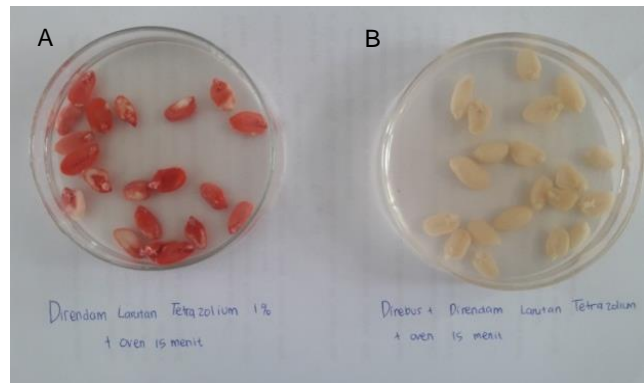 A
B
Direndam Larutan Tetrazolium 1%
+ oven 15 menit
Direbus + Direndam Larutan Tetrazolium
+ oven 15 menit